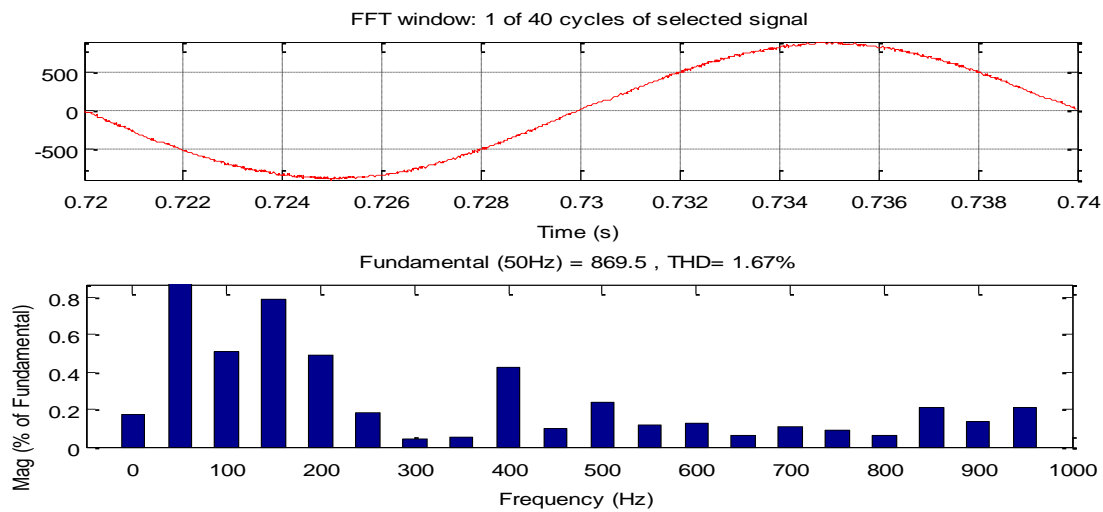 FFT window: 1 of 40 cycles of selected signal
500
0
-500
0.72 0.722 0.724 0.726 0.728 0.73 0.732 0.734 0.736 0.738 0.74
Time (s)
Fundamental (50Hz) = 869.5 , THD= 1.67%
Mag (% of Fundamental)
0.8
0.6
0.4
0.2
0
0 100 200 300 400 500 600 700 800 900 1000
Frequency (Hz)